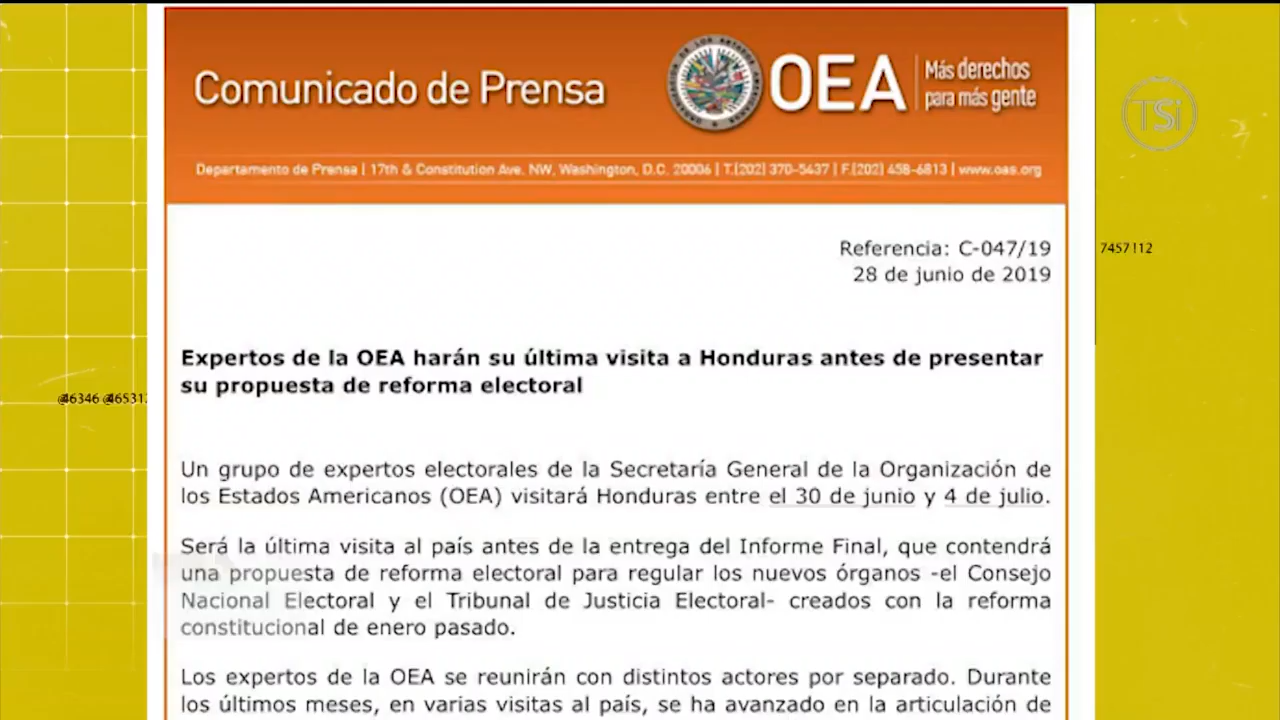 Comunicado de Prensa
OEA
Más derechos
para más gente
TSi
Departamento de Prensa | 17th & Constitution Ave. NW, Washington, D.C. 20006 | T.(202) 370-5437 | F.(202) 458-6813 | www.oas.org
Referencia: C-047/19
28 de junio de 2019
7457112
Expertos de la OEA harán su última visita a Honduras antes de presentar
su propuesta de reforma electoral
Un grupo de expertos electorales de la Secretaría General de la Organización de
los Estados Americanos (OEA) visitará Honduras entre el 30 de junio y 4 de julio.
Será la última visita al país antes de la entrega del Informe Final, que contendrá
una propuesta de reforma electoral para regular los nuevos órganos -el Consejo
Nacional Electoral y el Tribunal de Justicia Electoral- creados con la reforma
constitucional de enero pasado.
Los expertos de la OEA se reunirán con distintos actores por separado. Durante
los últimos meses, en varias visitas al país, se ha avanzado en la articulación de